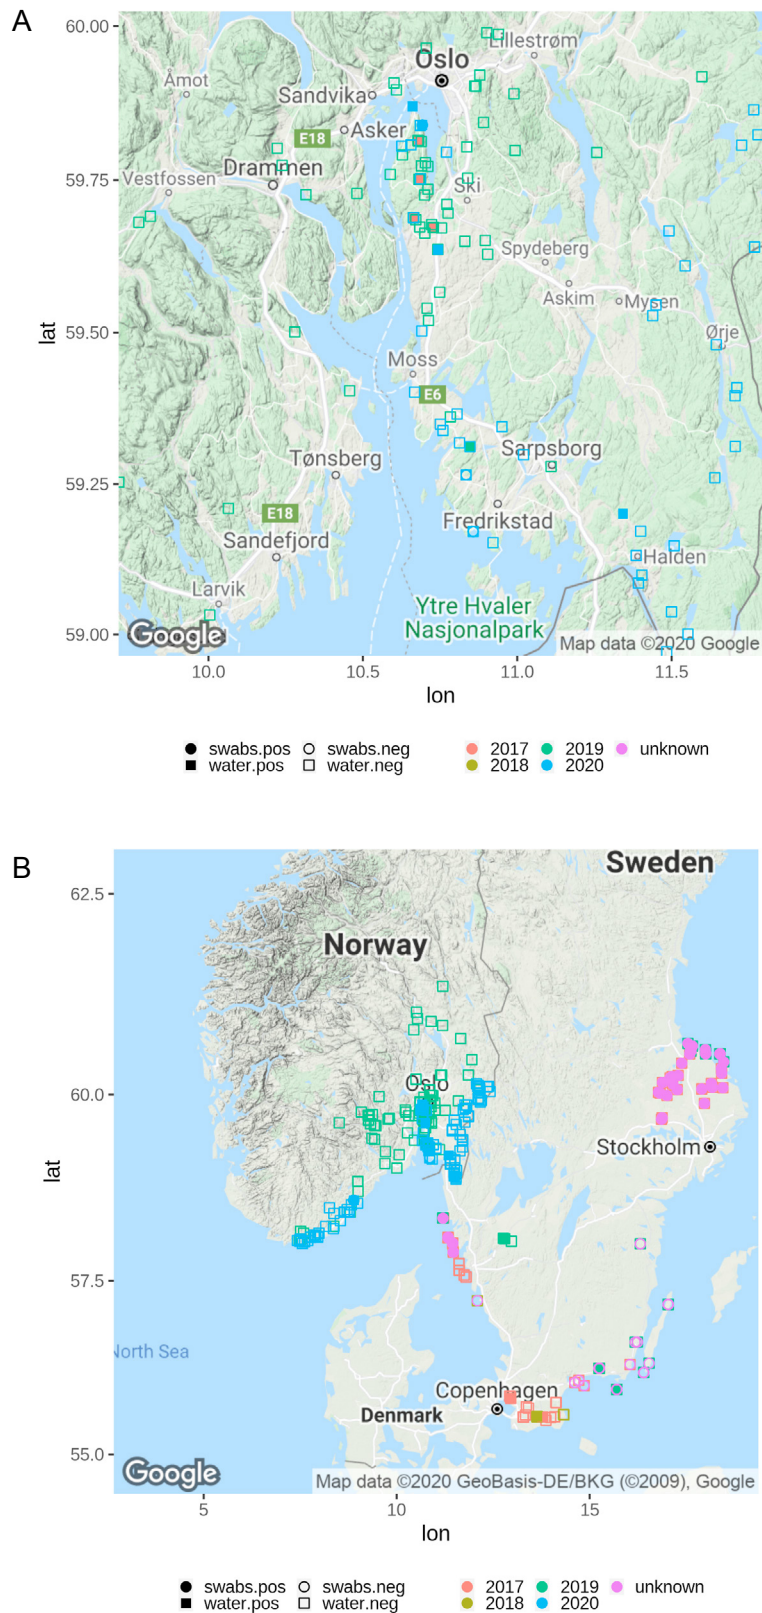 A
60.00
59.75
59.50
59.25
59.00
lat
Oslo
Lillestrøm
Åmot
Sandvika
E18
Asker
Drammen
Vestfossen
Ski
Spydeberg
Askim
Mysen
Ørje
Moss
E6
Tønsberg
Sarpsborg
E18
Fredrikstad
Sandefjord
Halden
Larvik
Ytre Hvaler
Nasjonalpark
Google
Map data ©2020 Google
10.0 10.5 11.0 11.5
lon
swabs.pos swabs.neg 2017 2019 unknown
water.pos water.neg 2018 2020
B
62.5
60.0
57.5
55.0
lat
Sweden
Norway
Oslo
Stockholm
North Sea
Copenhagen
Denmark
Google
Map data ©2020 GeoBasis-DE/BKG (©2009), Google
5 10 15
lon
swabs.pos swabs.neg 2017 2019 unknown
water.pos water.neg 2018 2020